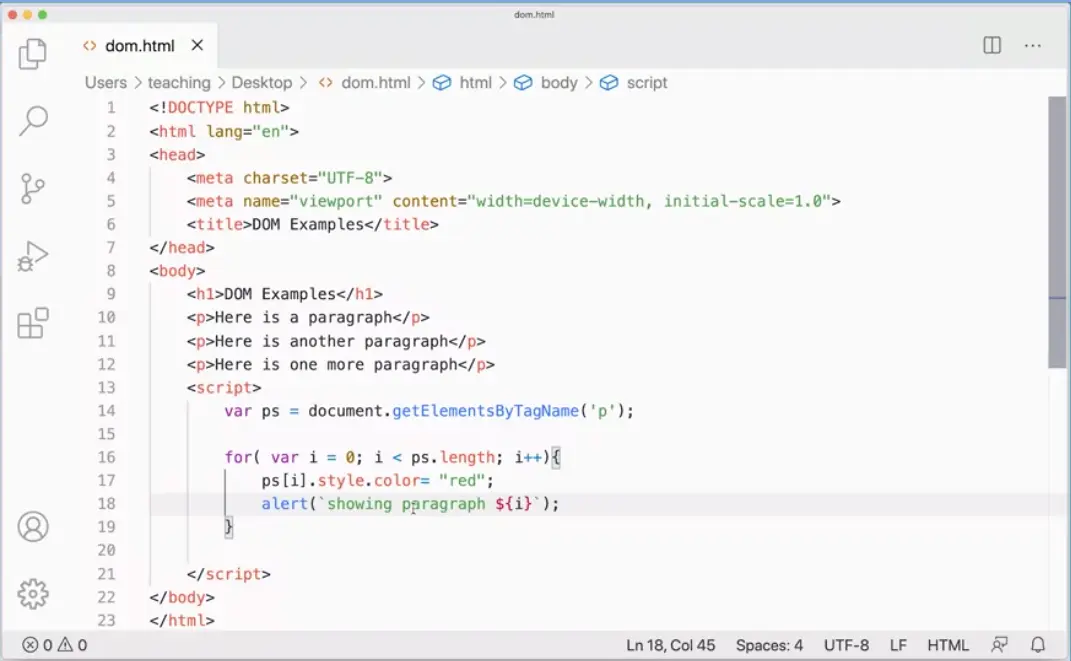 dom.html
dom.html
Users > teaching > Desktop > dom.html > html > body > script
1 <!DOCTYPE html>
2 <html lang="en">
3 <head>
4 <meta charset="UTF-8">
5 <meta name="viewport" content="width=device-width, initial-scale=1.0">
6 <title>DOM Examples</title>
7 </head>
8 <body>
9 <h1>DOM Examples</h1>
10 <p>Here is a paragraph</p>
11 <p>Here is another paragraph</p>
12 <p>Here is one more paragraph</p>
13 <script>
14 var ps = document.getElementsByTagName('p');
15
16 for( var i = 0; i < ps.length; i++){
17 ps[i].style.color= "red";
18 alert(`showing paragraph ${i}`);
19 }
20
21 </script>
22 </body>
23 </html>
0 0 Ln 18, Col 45 Spaces: 4 UTF-8 LF HTML